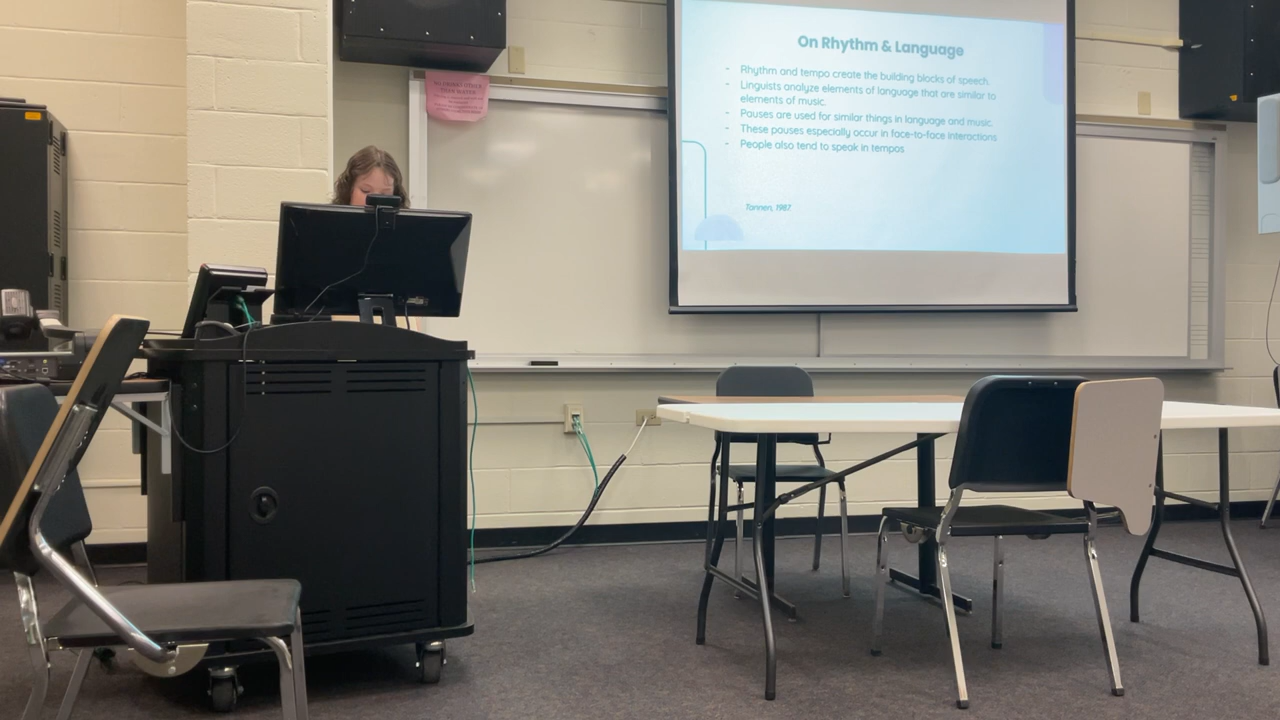 On Rhythm & Language
- Rhythm and tempo create the building blocks of speech.
- Linguists analyze elements of language that are similar to
elements of music.
- Pauses are used for similar things in language and music.
- These pauses especially occur in face-to-face interactions
- People also tend to speak in tempos
Tannen, 1987.